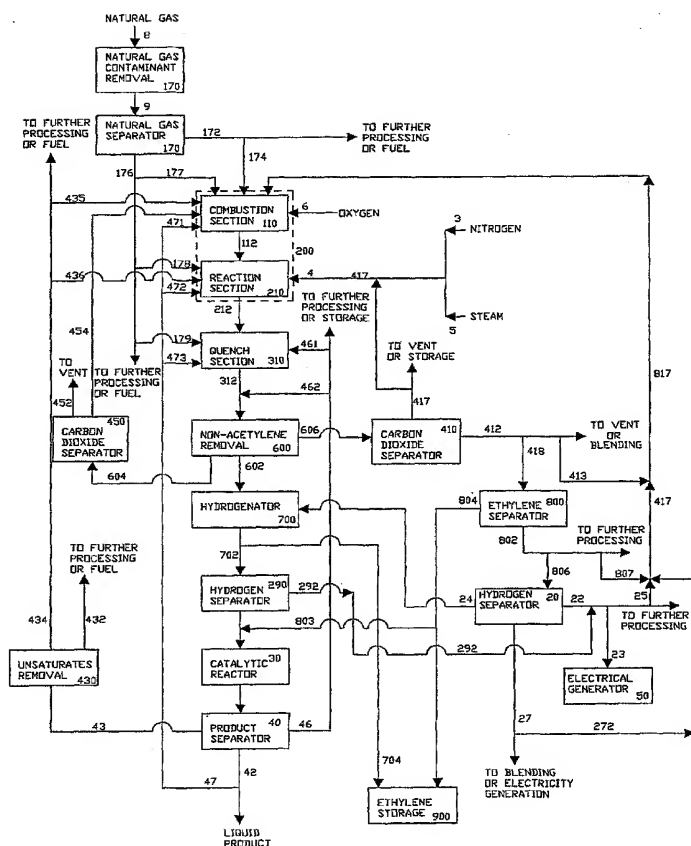 NATURAL GAS
8
NATURAL GAS
CONTAMINANT
REMOVAL 170
9
TO FURTHER
PROCESSING
OR FUEL
NATURAL GAS
SEPARATOR
170
172
TO FURTHER
PROCESSING
OR FUEL
174
176
177
435
COMBUSTION
SECTION 110
6
OXYGEN
471
3
NITROGEN
112
200
436
178
REACTION
SECTION
210
4
417
472
212
TO FURTHER
PROCESSING
OR STORAGE
STEAM
5
454
179
QUENCH
SECTION
310
461
TO VENT
OR STORAGE
473
817
TO
VENT
TO FURTHER
PROCESSING
OR FUEL
312
462
417
452
450
CARBON
DIOXIDE
SEPARATOR
NON-ACETYLENE
REMOVAL
600
606
CARBON 410
DIOXIDE
SEPARATOR
412
TO VENT
OR
BLENDING
418
413
604
602
804
ETHYLENE 800
SEPARATOR
417
HYDROGENATOR
700
802
TO FURTHER
PROCESSING
TO FURTHER
PROCESSING
OR FUEL
702
806
807
HYDROGEN 290
SEPARATOR
292
24
HYDROGEN
SEPARATOR
20
22
25
TO FURTHER
PROCESSING
434
432
803
292
23
UNSATURATES
REMOVAL
430
CATALYTIC 30
REACTOR
ELECTRICAL
GENERATOR
50
43
PRODUCT 40
SEPARATOR
46
27
272
47
42
704
TO BLENDING
OR ELECTRICITY
GENERATION
ETHYLENE
STORAGE 900
LIQUID
PRODUCT